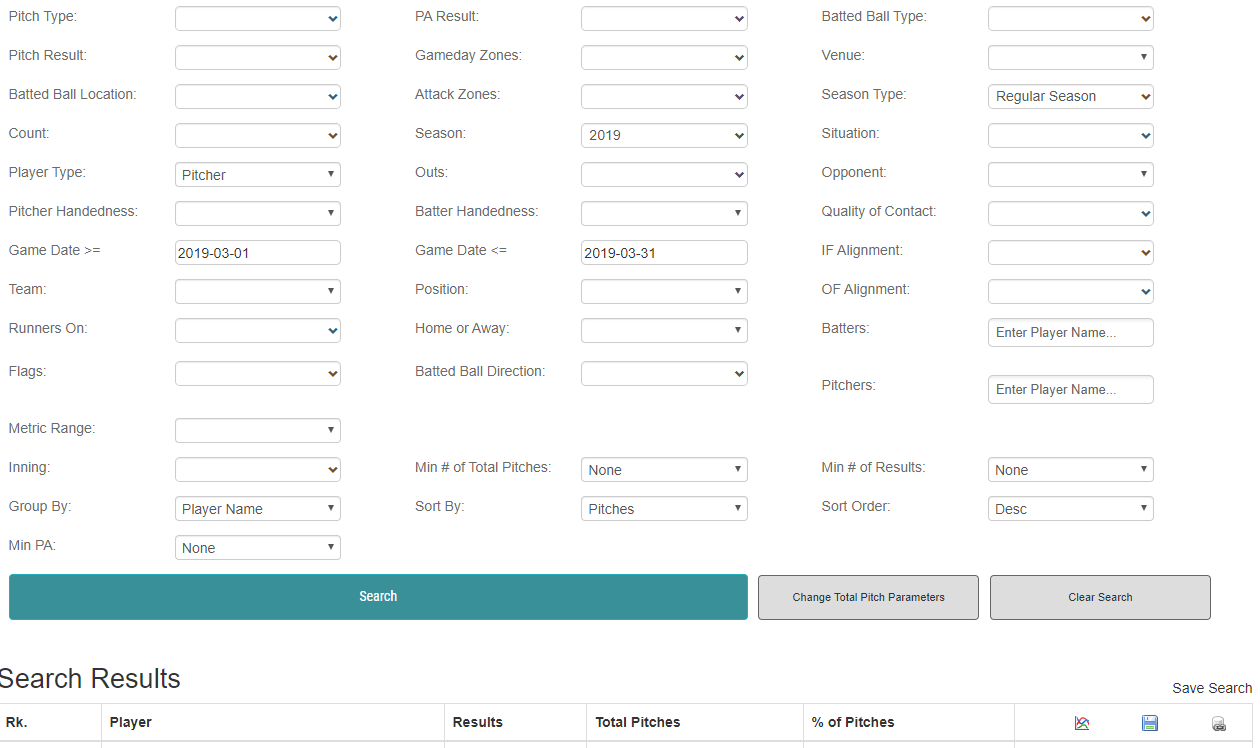 Pitch Type: PA Result: Batted Ball Type:
Pitch Result: Gameday Zones: Venue:
Batted Ball Location: Attack Zones: Season Type: Regular Season
Count: Season: 2019 Situation:
Player Type: Pitcher Outs: Opponent:
Pitcher Handedness: Batter Handedness: Quality of Contact:
Game Date >= 2019-03-01 Game Date <= 2019-03-31 IF Alignment:
Team: Position: OF Alignment:
Runners On: Home or Away: Batters: Enter Player Name...
Flags: Batted Ball Direction:
Pitchers: Enter Player Name...
Metric Range:
Inning: Min # of Total Pitches: None Min # of Results: None
Group By: Player Name Sort By: Pitches Sort Order: Desc
Min PA: None
Search Change Total Pitch Parameters Clear Search
Search Results
Save Search
Rk. Player Results Total Pitches % of Pitches